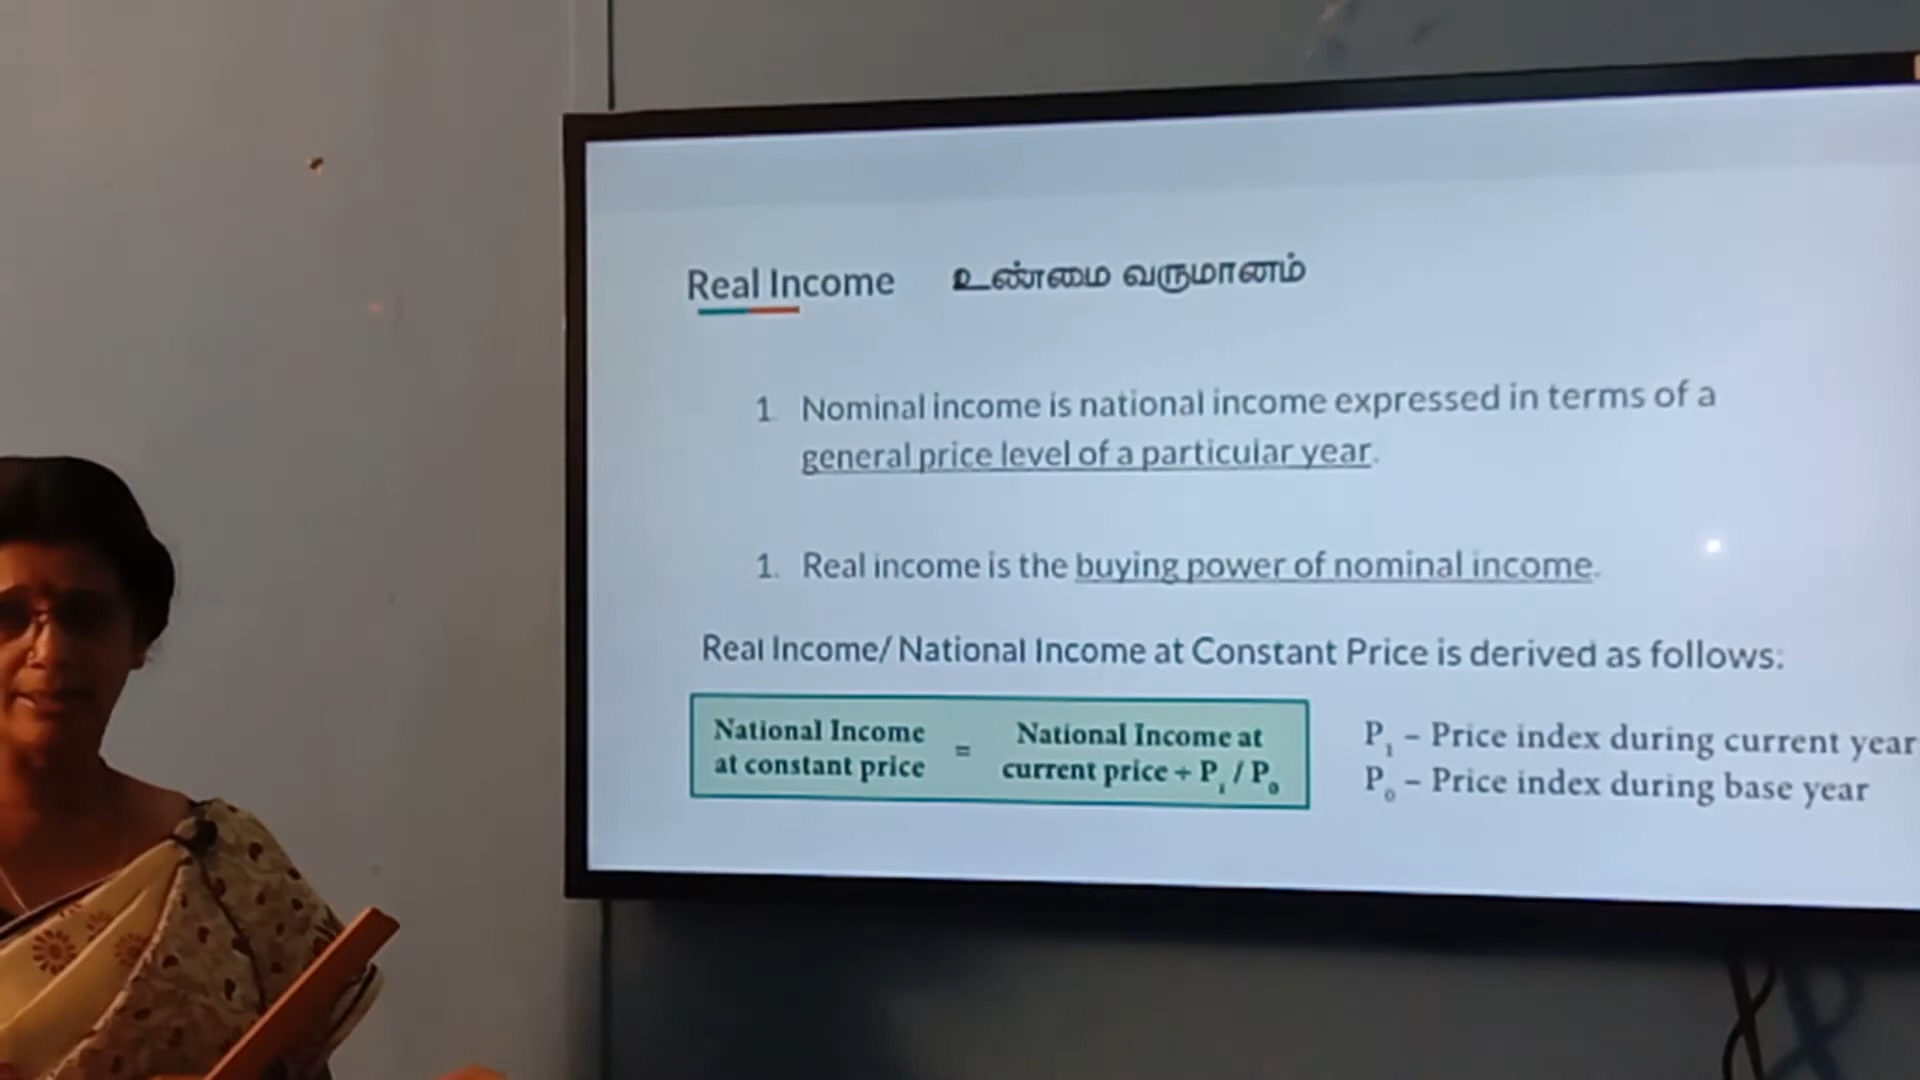 Real Income உண்மை வருமானம்
1 Nominal income is national income expressed in terms of a
general price level of a particular year.
1. Real income is the buying power of nominal income.
Real Income/ National Income at Constant Price is derived as follows:
National Income
at constant price
=
National Income at
current price ÷ P₁ / P₀
P₁ – Price index during current year
P₀ – Price index during base year